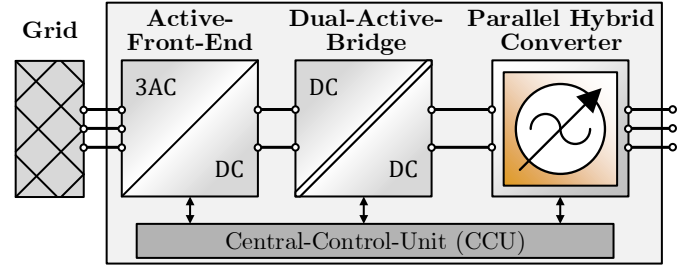 Grid
Active-
Front-End
Dual-Active-
Bridge
Parallel Hybrid
Converter
3AC
DC
DC
DC
Central-Control-Unit (CCU)